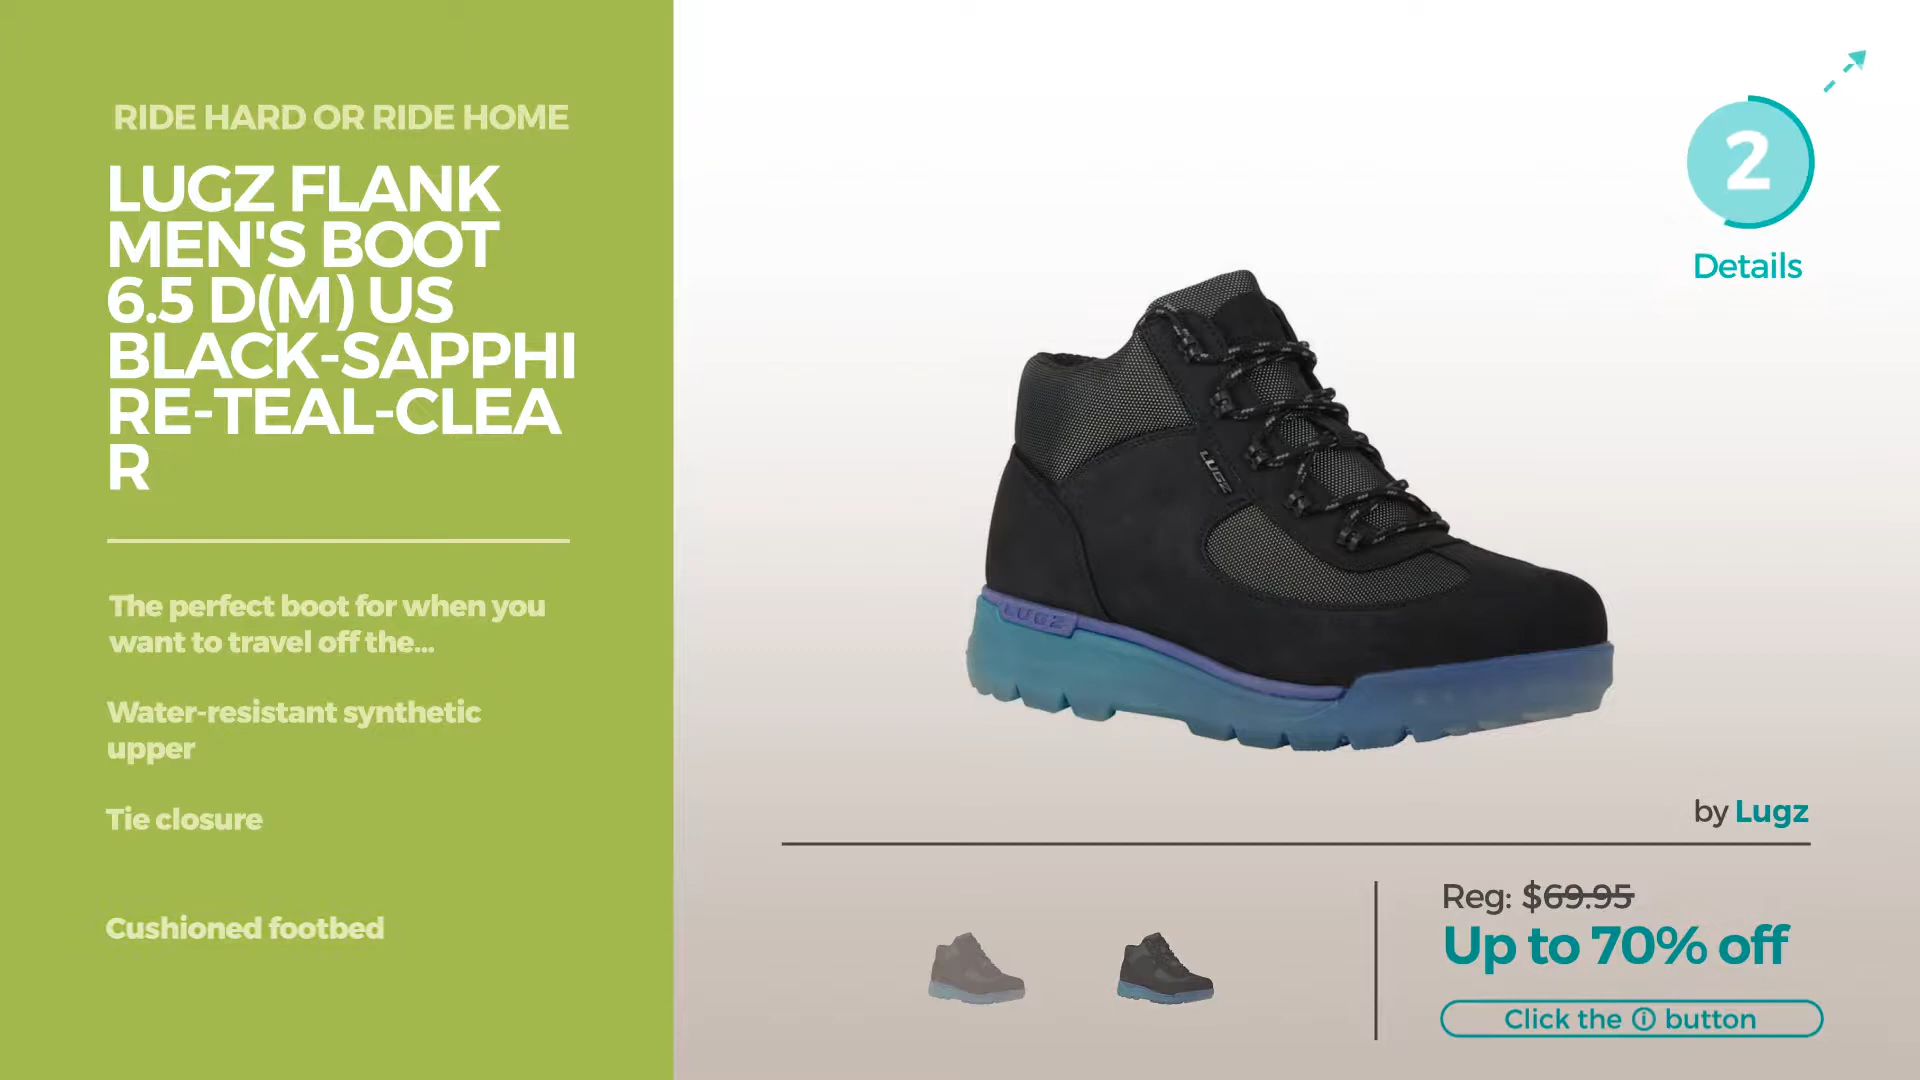 RIDE HARD OR RIDE HOME
LUGZ FLANK
MEN'S BOOT
6.5 D(M) US
BLACK-SAPPHI
RE-TEAL-CLEA
R
The perfect boot for when you
want to travel off the...
Water-resistant synthetic
upper
Tie closure
Cushioned footbed
2
Details
LUGZ
LUGZ
by Lugz
Reg: $69.95
Up to 70% off
Click the ⓘ button